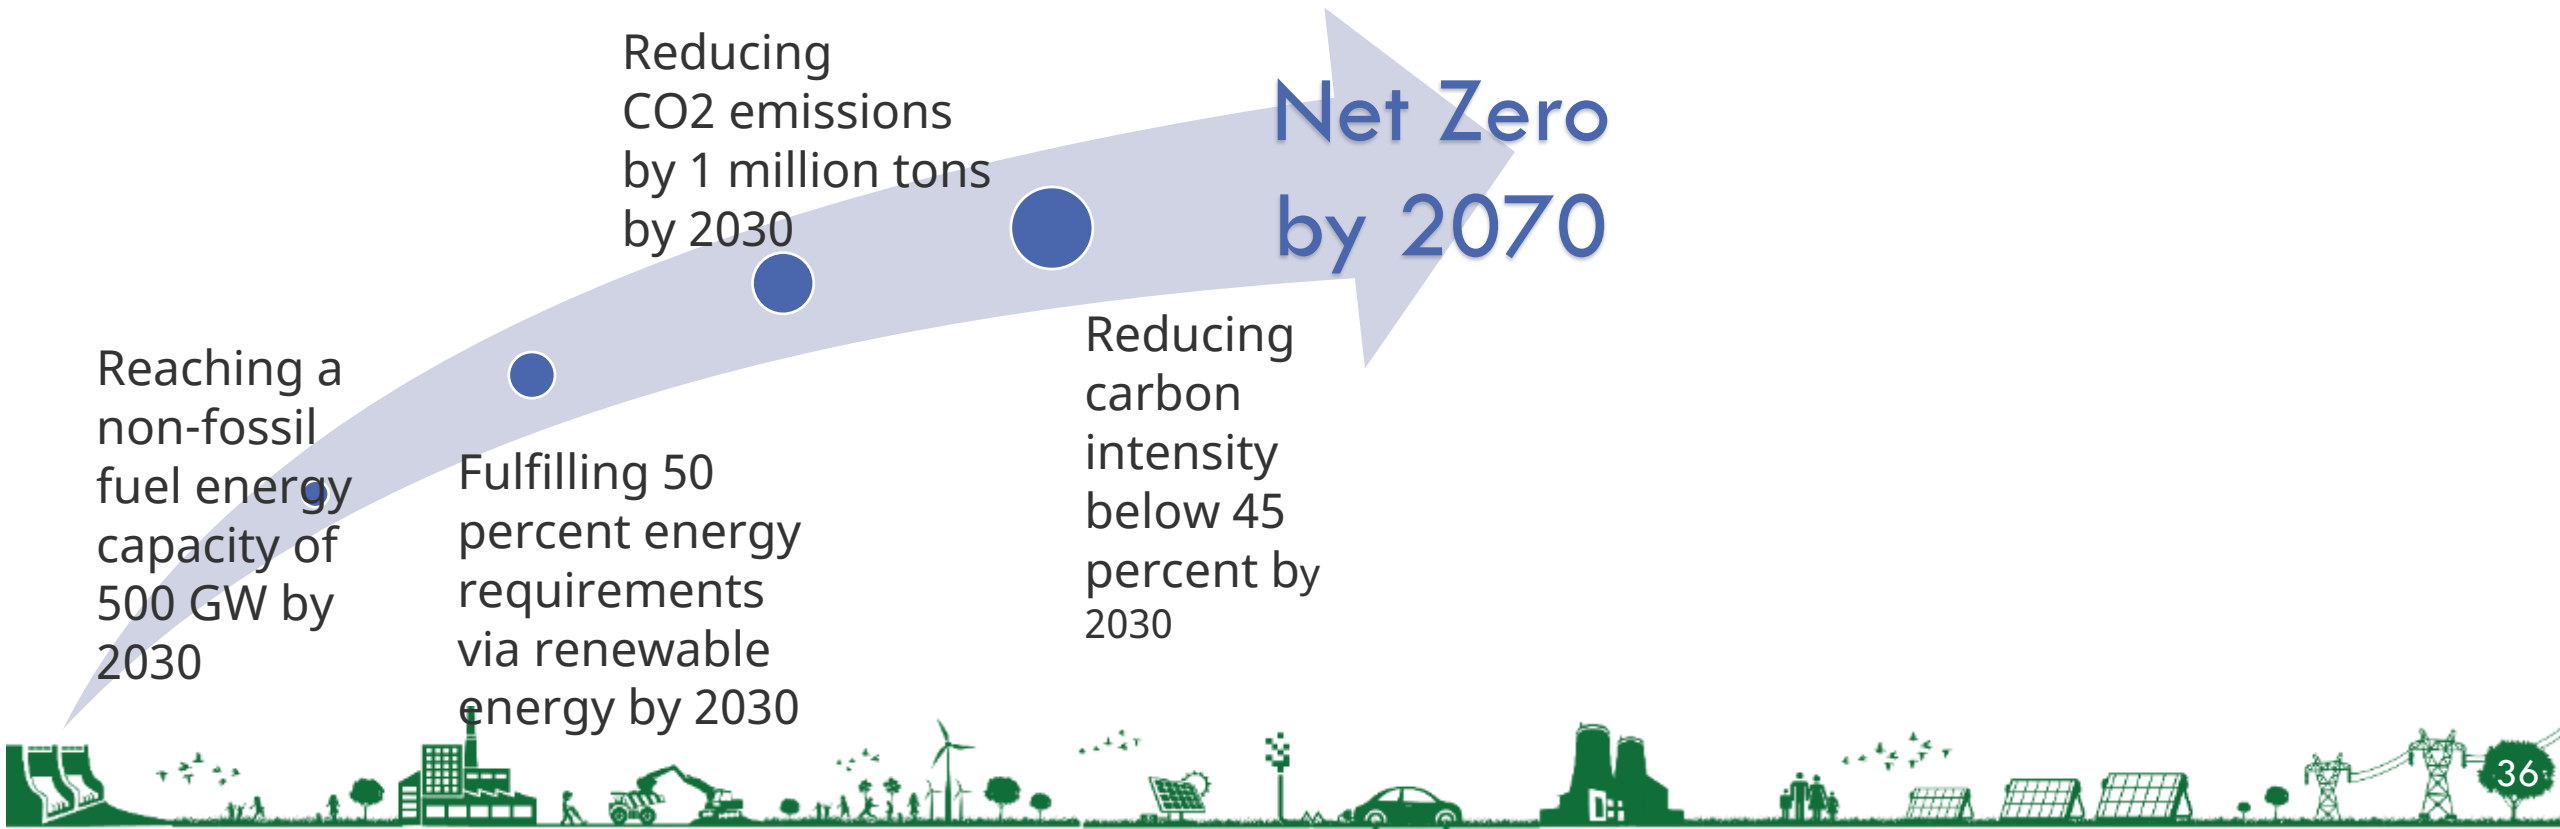 Reaching a
non-fossil
fuel energy
capacity of
500 GW by
2030
Fulfilling 50
percent energy
requirements
via renewable
energy by 2030
Reducing
CO2 emissions
by 1 million tons
by 2030
Reducing
carbon
intensity
below 45
percent by
2030
Net Zero
by 2070
36